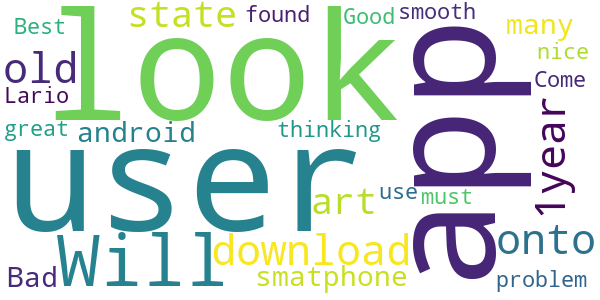 Best
state
found
Good
smooth
many
look
app
nice
old
Come
Lario
great
android
thinking
1year
user
art
use
must
Will
download
onto
Bad
smatphone
problem